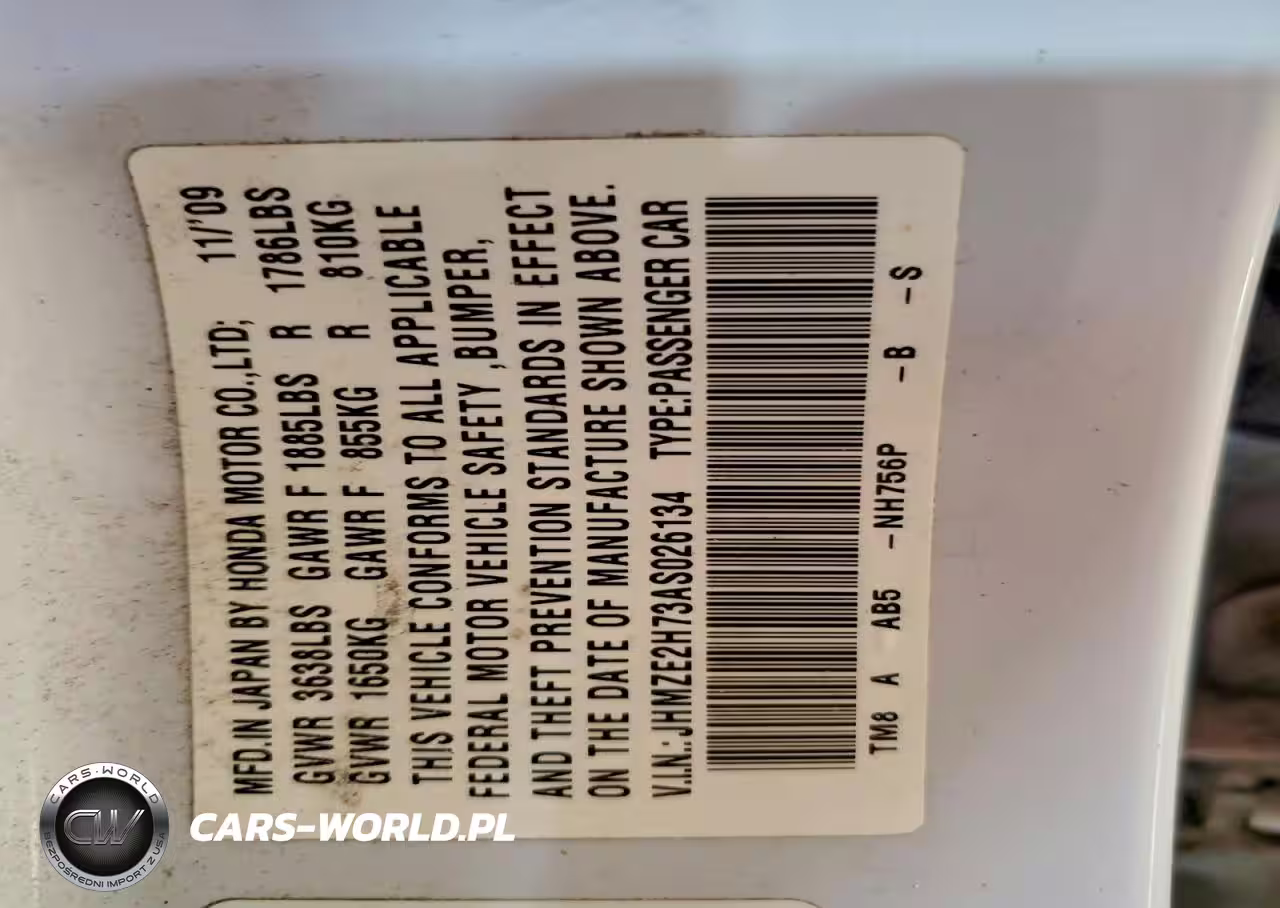 MFD.IN JAPAN BY HONDA MOTOR CO.,LTD; 11/'09
GVWR 3638LBS GAWR F 1885LBS R 1786LBS
GVWR 1650KG GAWR F 855KG R 810KG
THIS VEHICLE CONFORMS TO ALL APPLICABLE
FEDERAL MOTOR VEHICLE SAFETY ,BUMPER,
AND THEFT PREVENTION STANDARDS IN EFFECT
ON THE DATE OF MANUFACTURE SHOWN ABOVE.
V.I.N.: JHMZE2H73AS026134 TYPE:PASSENGER CAR
TM8 A AB5 -NH756P -B -S
CARS-WORLD
CW
BEZPOŚREDNI IMPORT Z USA
CARS-WORLD.PL